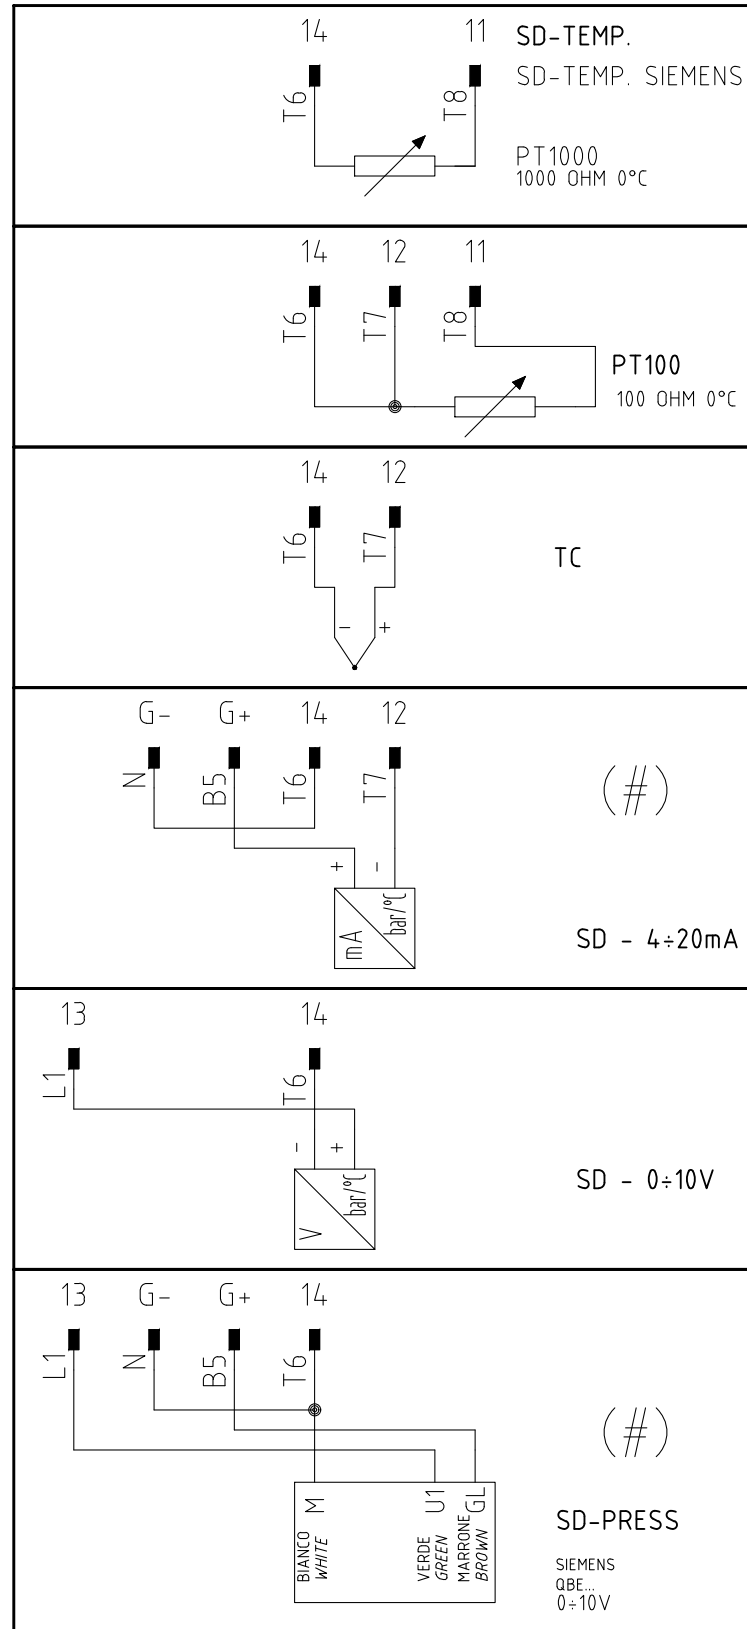 14 11 SD-TEMP.
T6 T8 SD-TEMP. SIEMENS
PT1000
1000 OHM 0°C
14 12 11
T6 T7 T8
PT100
100 OHM 0°C
14 12
T6 T7
TC
- +
G- G+ 14 12
N B5 T6 T7
(#)
+ -
mA bar/°C
SD - 4÷20mA
13 14
L1 T6
- +
V bar/°C
SD - 0÷10V
13 G- G+ 14
L1 N B5 T6
(#)
M U1 GL
BIANCO
WHITE
VERDE
GREEN
MARRONE
BROWN
SD-PRESS
SIEMENS
QBE...
0÷10V